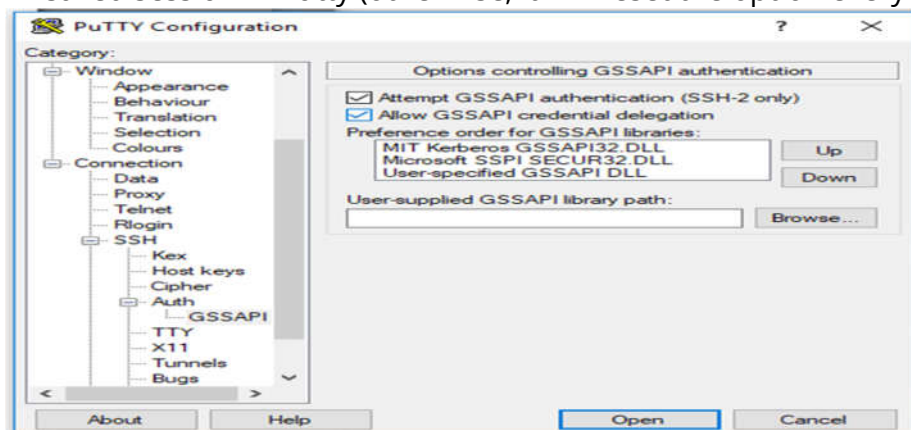 PuTTY Configuration ? ×
Category:
Window
Appearance
Behaviour
Translation
Selection
Colours
Connection
Data
Proxy
Telnet
Rlogin
SSH
Kex
Host keys
Cipher
Auth
GSSAPI
TTY
X11
Tunnels
Bugs
Options controlling GSSAPI authentication
Attempt GSSAPI authentication (SSH-2 only)
Allow GSSAPI credential delegation
Preference order for GSSAPI libraries:
MIT Kerberos GSSAPI32.DLL
Microsoft SSPI SECUR32.DLL
User-specified GSSAPI DLL
Up
Down
User-supplied GSSAPI library path:
Browse...
About
Help
Open
Cancel